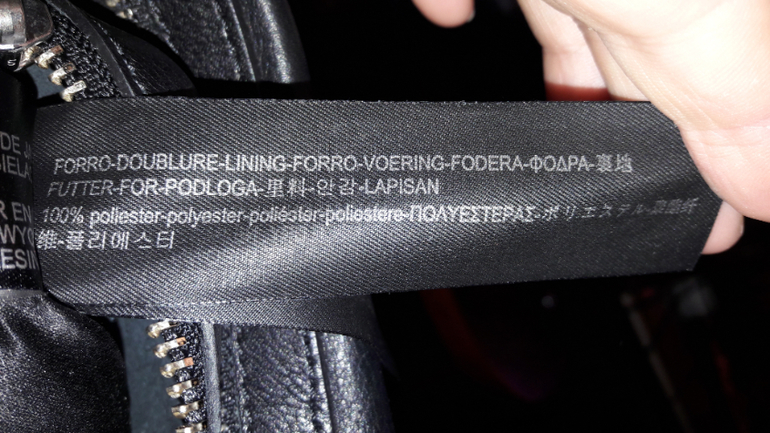 FORRO-DOUBLURE-LINING-FORRO-VOERING-FODERA-ΦΟΔΡΑ-裏地
FUTTER-FOR-PODLOGA-里料-안감-LAPISAN
100% poliester-polyester-poliéster-poliestere-ΠΟΛΥΕΣΤΕΡΑΣ-ポリエステル-聚酯纤
维-폴리에스터